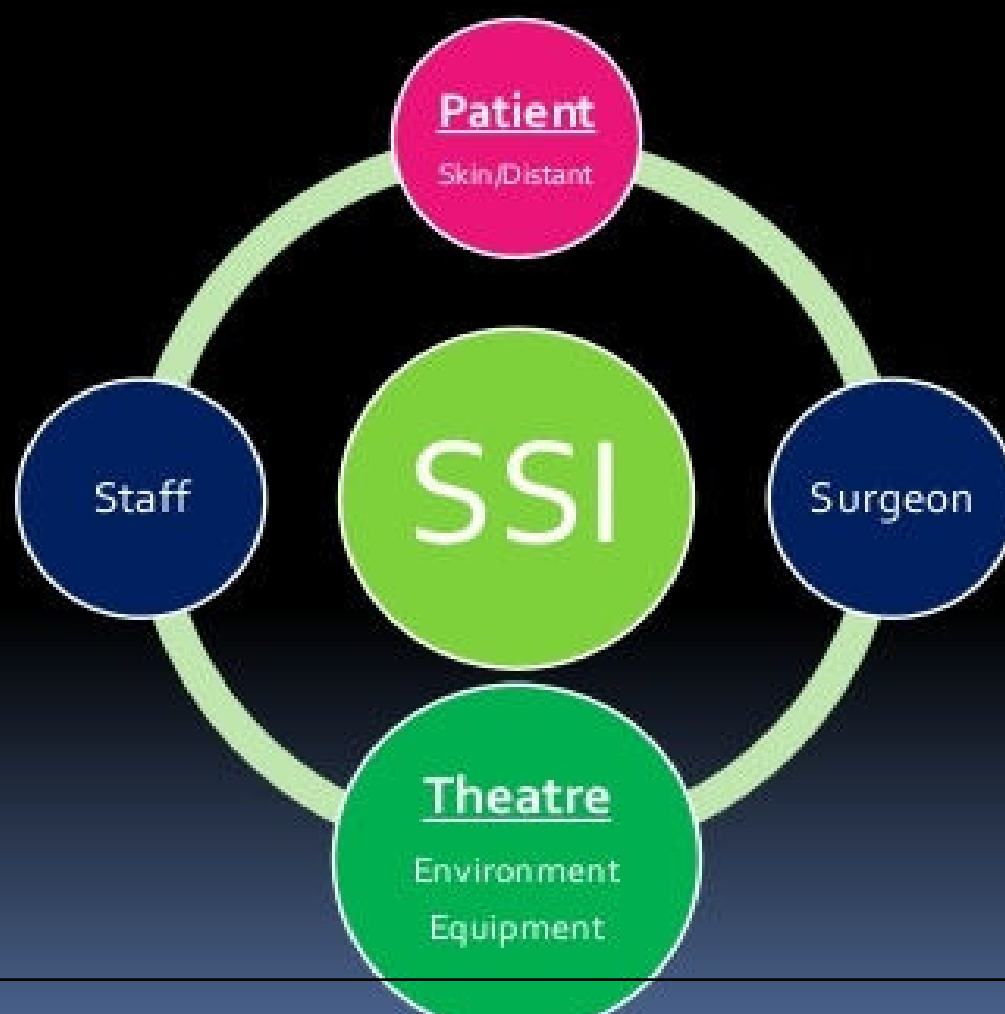 Patient
Skin/Distant
Staff
SSI
Surgeon
Theatre
Environment
Equipment